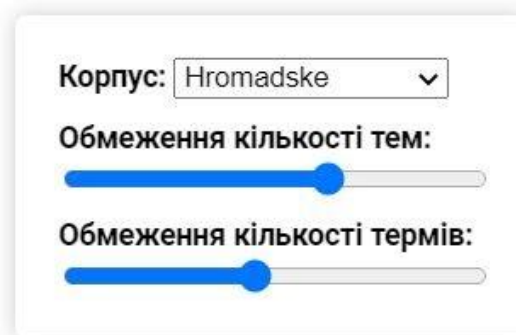 Корпус: Hromadske
Обмеження кількості тем:
Обмеження кількості термів: